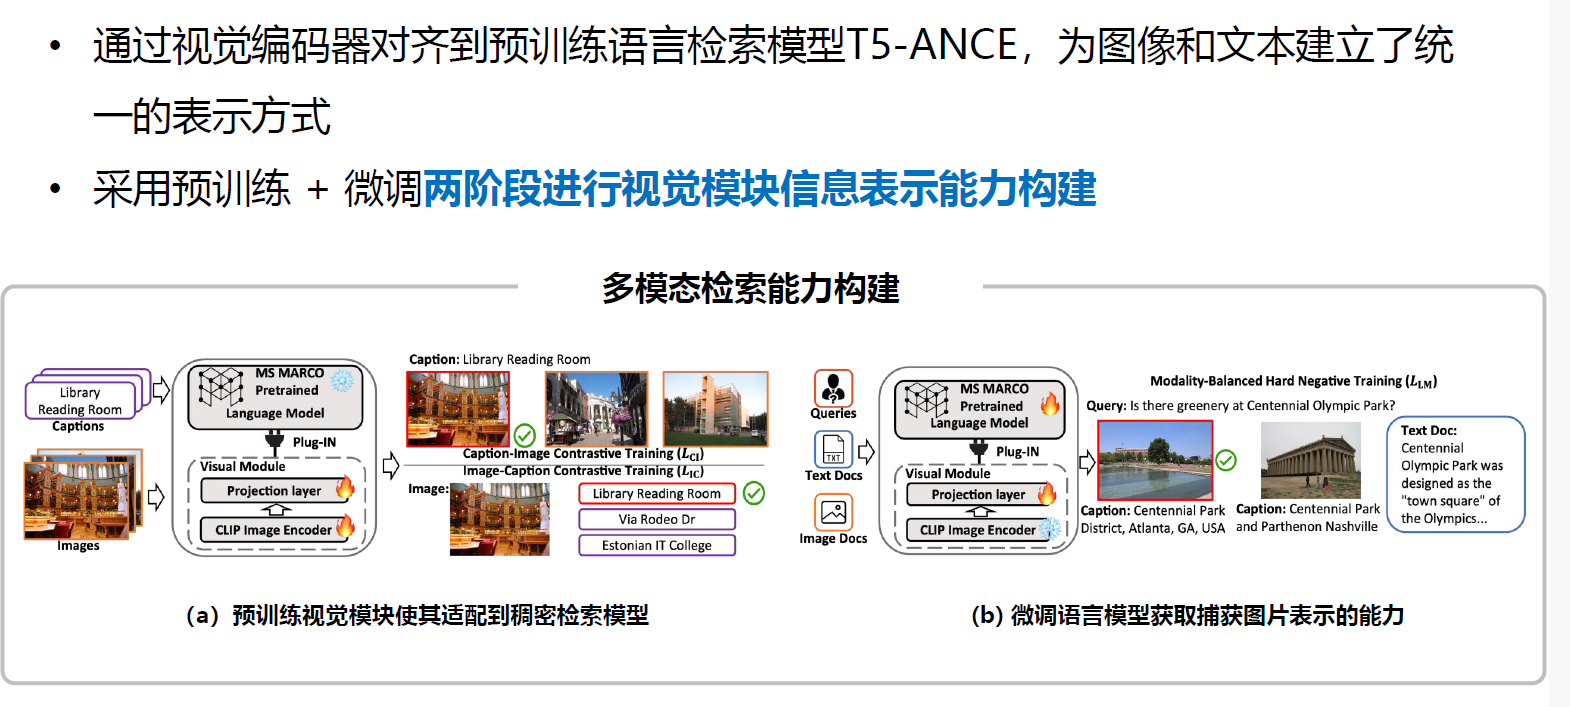 • 通过视觉编码器对齐到预训练语言检索模型T5-ANCE，为图像和文本建立了统
一的表示方式
• 采用预训练 + 微调两阶段进行视觉模块信息表示能力构建
多模态检索能力构建
Library
Reading Room
Captions
Images
MS MARCO
Pretrained
Language Model
Plug-IN
Visual Module
Projection layer
CLIP Image Encoder
Caption: Library Reading Room
Caption-Image Contrastive Training (L_CI)
Image-Caption Contrastive Training (L_IC)
Image:
Library Reading Room
Via Rodeo Dr
Estonian IT College
(a) 预训练视觉模块使其适配到稠密检索模型
Queries
TXT
Text Docs
Image Docs
MS MARCO
Pretrained
Language Model
Plug-IN
Visual Module
Projection layer
CLIP Image Encoder
Modality-Balanced Hard Negative Training (L_LM)
Query: Is there greenery at Centennial Olympic Park?
Caption: Centennial Park
District, Atlanta, GA, USA
Caption: Centennial Park
and Parthenon Nashville
Text Doc:
Centennial
Olympic Park was
designed as the
"town square" of
the Olympics...
(b) 微调语言模型获取捕获图片表示的能力